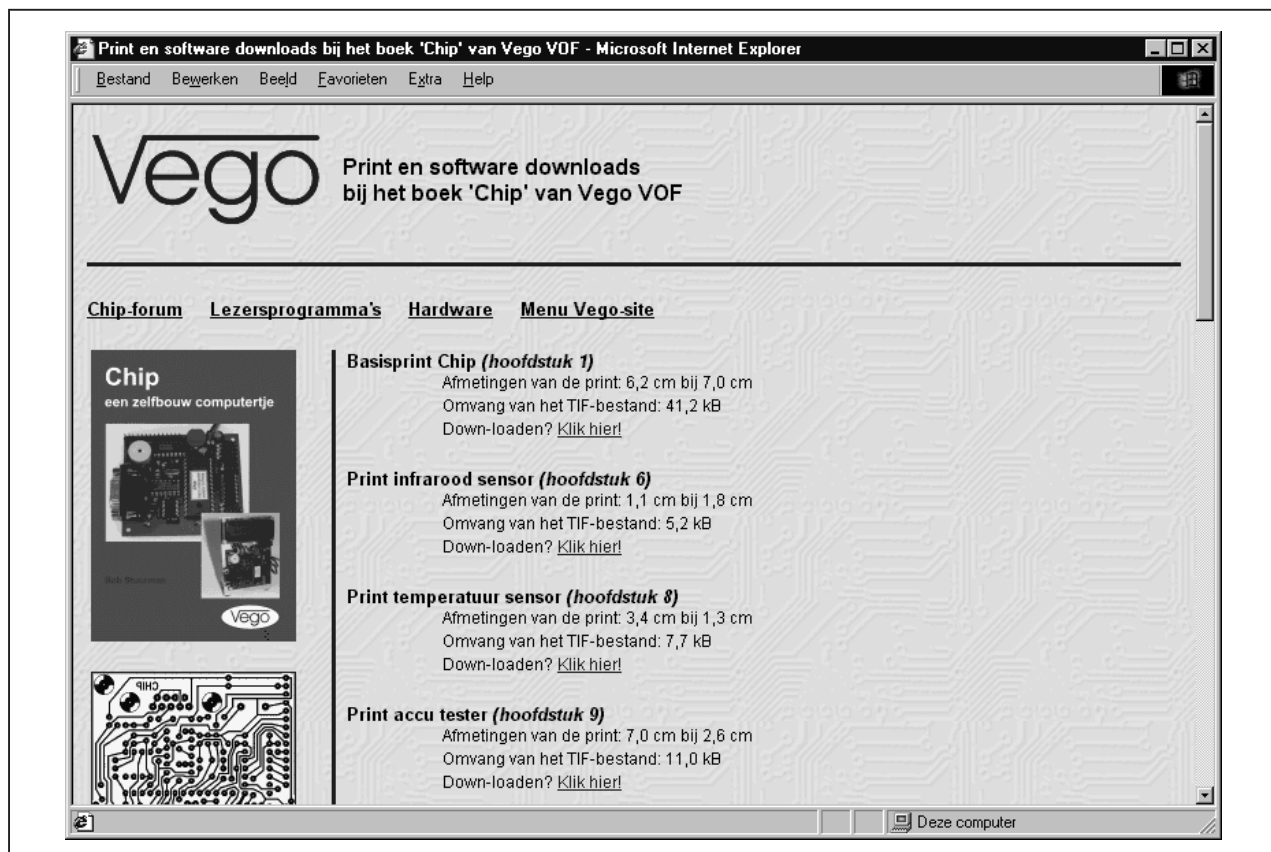 Print en software downloads bij het boek 'Chip' van Vego VOF - Microsoft Internet Explorer
Bestand Bewerken Beeld Favorieten Extra Help
Vego
Print en software downloads
bij het boek 'Chip' van Vego VOF
Chip-forum Lezersprogramma's Hardware Menu Vego-site
Chip
een zelfbouw computertje
Bob Stuurman
Vego
CHIP
Basisprint Chip (hoofdstuk 1)
Afmetingen van de print: 6,2 cm bij 7,0 cm
Omvang van het TIF-bestand: 41,2 kB
Down-loaden? Klik hier!
Print infrarood sensor (hoofdstuk 6)
Afmetingen van de print: 1,1 cm bij 1,8 cm
Omvang van het TIF-bestand: 5,2 kB
Down-loaden? Klik hier!
Print temperatuur sensor (hoofdstuk 8)
Afmetingen van de print: 3,4 cm bij 1,3 cm
Omvang van het TIF-bestand: 7,7 kB
Down-loaden? Klik hier!
Print accu tester (hoofdstuk 9)
Afmetingen van de print: 7,0 cm bij 2,6 cm
Omvang van het TIF-bestand: 11,0 kB
Down-loaden? Klik hier!
Deze computer